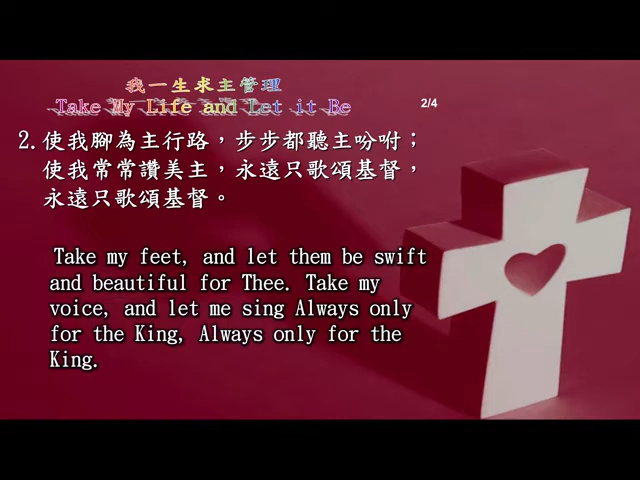 我一生求主管理
Take My Life and Let it Be
2/4
2.使我腳為主行路，步步都聽主吩咐；
使我常常讚美主，永遠只歌頌基督，
永遠只歌頌基督。
Take my feet, and let them be swift
and beautiful for Thee. Take my
voice, and let me sing Always only
for the King, Always only for the
King.